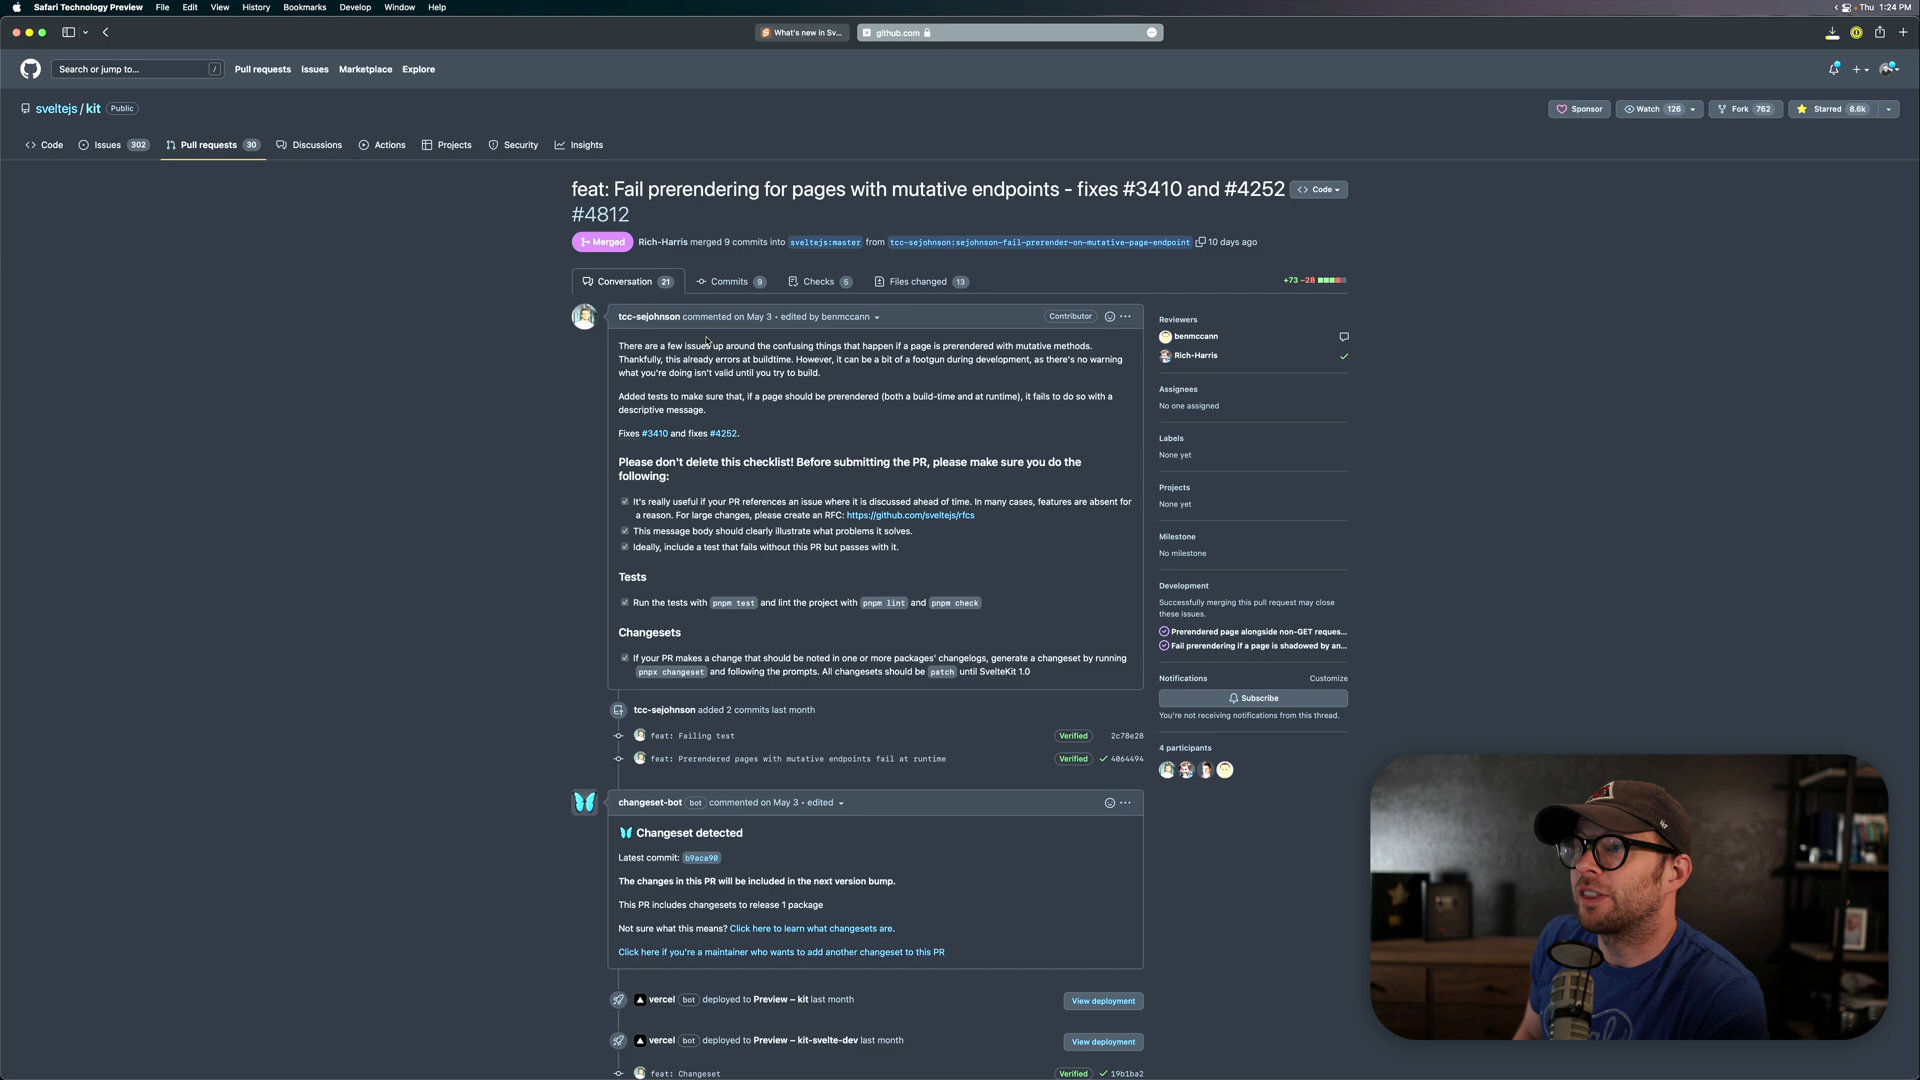 Safari Technology Preview File Edit View History Bookmarks Develop Window Help
Thu 1:24 PM
What's new in Sv...
github.com
Search or jump to... /
Pull requests Issues Marketplace Explore
sveltejs / kit Public
Sponsor Watch 126 Fork 762 Starred 8.6k
Code Issues 302 Pull requests 30 Discussions Actions Projects Security Insights
feat: Fail prerendering for pages with mutative endpoints - fixes #3410 and #4252
#4812
Code
Merged Rich-Harris merged 9 commits into sveltejs:master from tcc-sejohnson:sejohnson-fail-prerender-on-mutative-page-endpoint 10 days ago
Conversation 21 Commits 9 Checks 5 Files changed 13
+73 −28
tcc-sejohnson commented on May 3 • edited by benmccann
Contributor
There are a few issues up around the confusing things that happen if a page is prerendered with mutative methods.
Thankfully, this already errors at buildtime. However, it can be a bit of a footgun during development, as there's no warning
what you're doing isn't valid until you try to build.
Added tests to make sure that, if a page should be prerendered (both a build-time and at runtime), it fails to do so with a
descriptive message.
Fixes #3410 and fixes #4252.
Please don't delete this checklist! Before submitting the PR, please make sure you do the
following:
It's really useful if your PR references an issue where it is discussed ahead of time. In many cases, features are absent for
a reason. For large changes, please create an RFC: https://github.com/sveltejs/rfcs
This message body should clearly illustrate what problems it solves.
Ideally, include a test that fails without this PR but passes with it.
Tests
Run the tests with pnpm test and lint the project with pnpm lint and pnpm check
Changesets
If your PR makes a change that should be noted in one or more packages' changelogs, generate a changeset by running
pnpx changeset and following the prompts. All changesets should be patch until SvelteKit 1.0
tcc-sejohnson added 2 commits last month
feat: Failing test Verified 2c78e28
feat: Prerendered pages with mutative endpoints fail at runtime Verified 4064494
changeset-bot bot commented on May 3 • edited
Changeset detected
Latest commit: b9aca90
The changes in this PR will be included in the next version bump.
This PR includes changesets to release 1 package
Not sure what this means? Click here to learn what changesets are.
Click here if you're a maintainer who wants to add another changeset to this PR
vercel bot deployed to Preview – kit last month View deployment
vercel bot deployed to Preview – kit-svelte-dev last month View deployment
feat: Changeset Verified 19b1ba2
Reviewers
benmccann
Rich-Harris
Assignees
No one assigned
Labels
None yet
Projects
None yet
Milestone
No milestone
Development
Successfully merging this pull request may close
these issues.
Prerendered page alongside non-GET reques...
Fail prerendering if a page is shadowed by an...
Notifications Customize
Subscribe
You're not receiving notifications from this thread.
4 participants